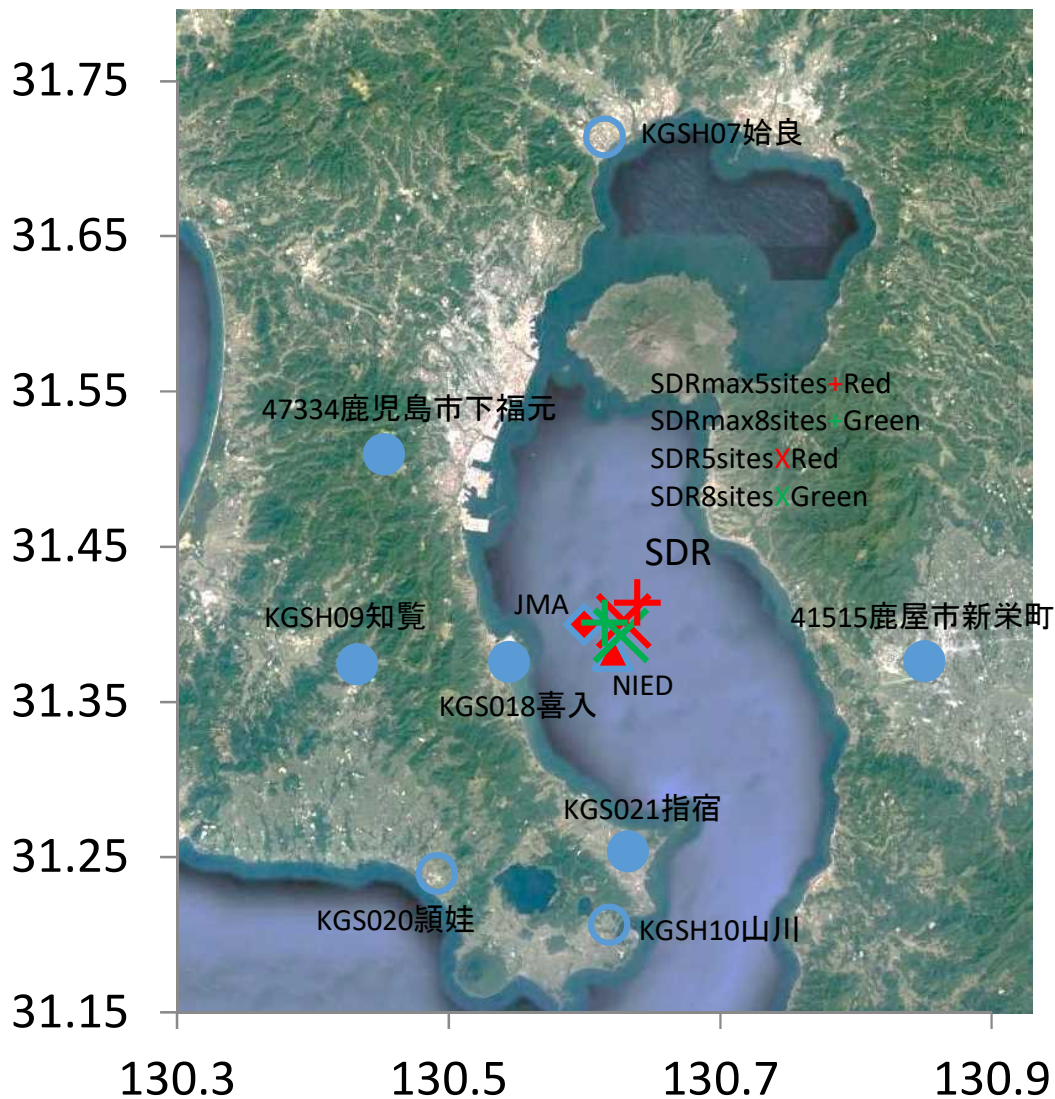 31.75
KGSH07姶良
31.65
31.55
SDRmax5sites+Red
47334鹿児島市下福元
SDRmax8sites+Green
SDR5sitesXRed
SDR8sitesXGreen
31.45
SDR
JMA
KGSH09知覧
41515鹿屋市新栄町
31.35
NIED
KGS018喜入
KGS021指宿
31.25
KGS020頴娃
KGSH10山川
31.15
130.3
130.5
130.7
130.9